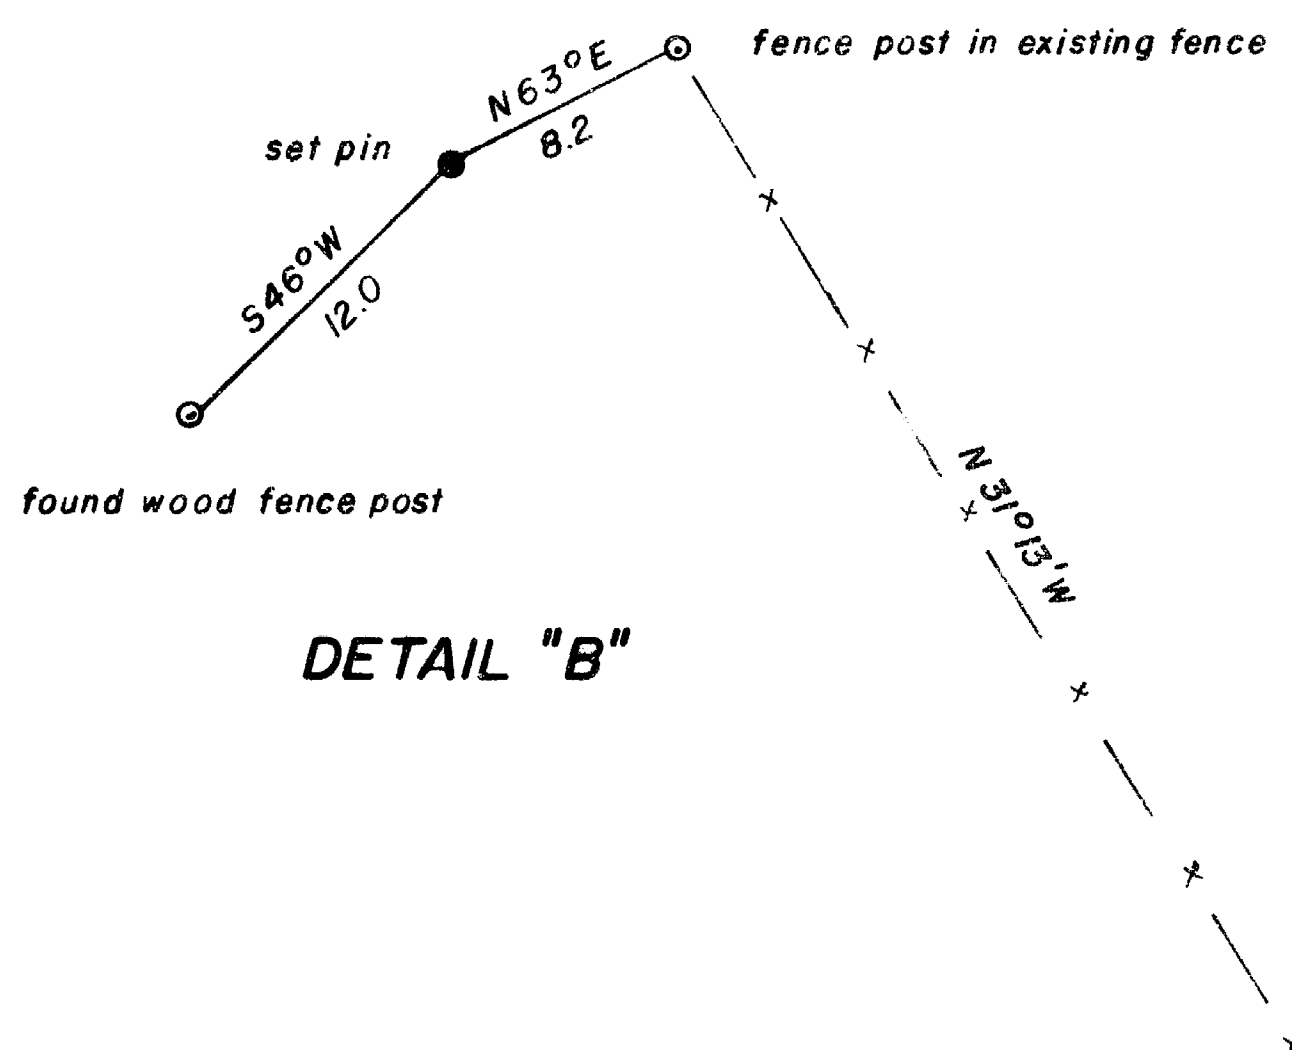 fence post in existing fence
N63°E
8.2
set pin
S46°W
12.0
found wood fence post
N31°13'W
DETAIL "B"